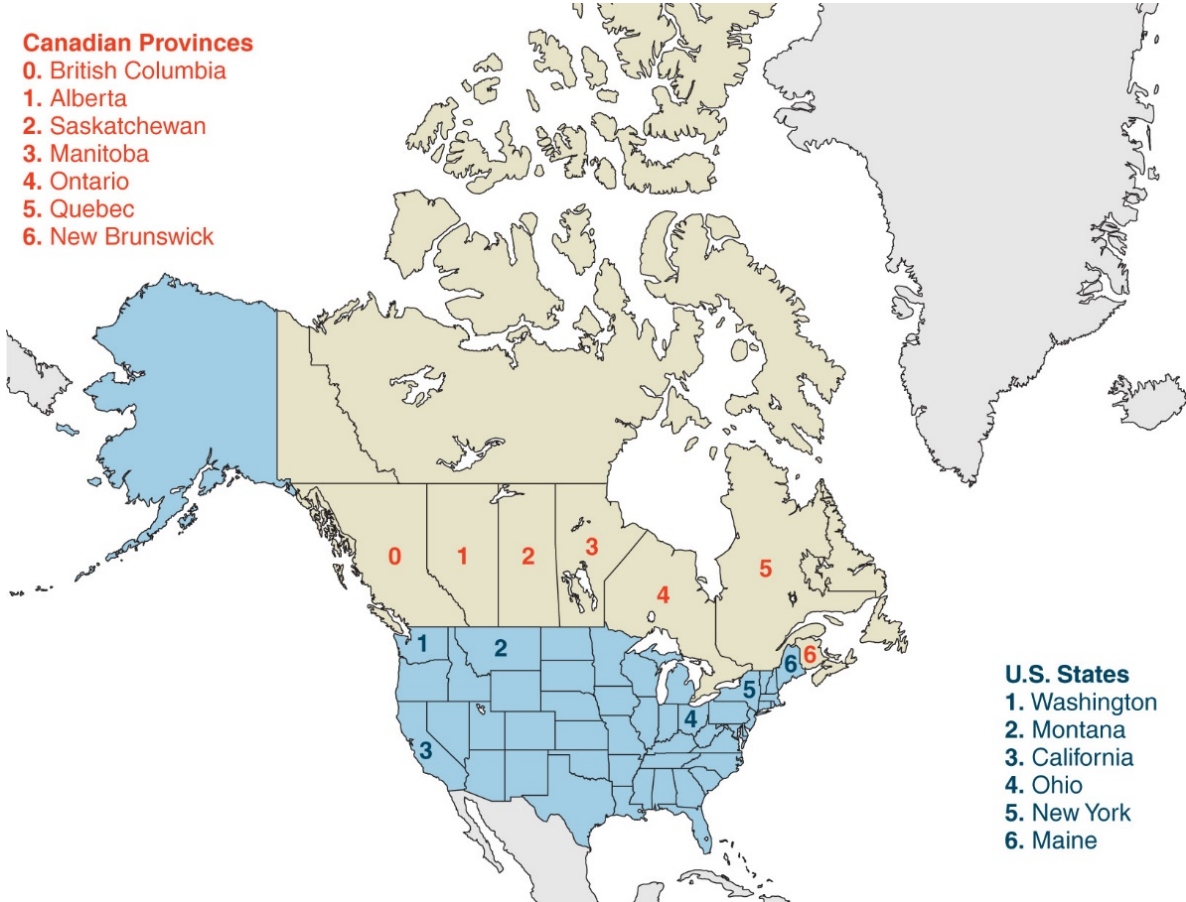 Canadian Provinces
0. British Columbia
1. Alberta
2. Saskatchewan
3. Manitoba
4. Ontario
5. Quebec
6. New Brunswick
0
1
2
3
4
5
6
1
2
3
4
5
6
U.S. States
1. Washington
2. Montana
3. California
4. Ohio
5. New York
6. Maine